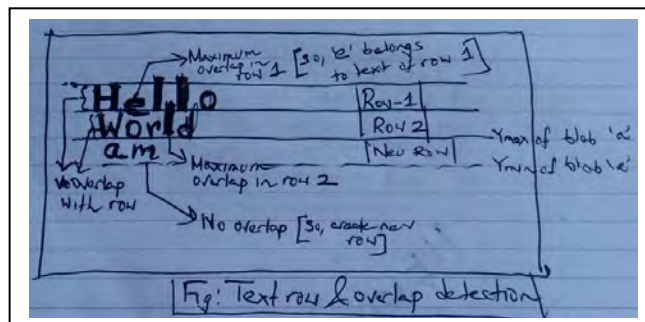 Maximum overlap in row 1 [so, 'e' belongs to text of row 1]
Hello
Row-1
World
Row 2
Ymax of blob 'a'
am
New Row
Ymin of blob 'a'
overlap with row
Maximum overlap in row 2
No overlap [so, create new row]
Fig: Text row & overlap detection